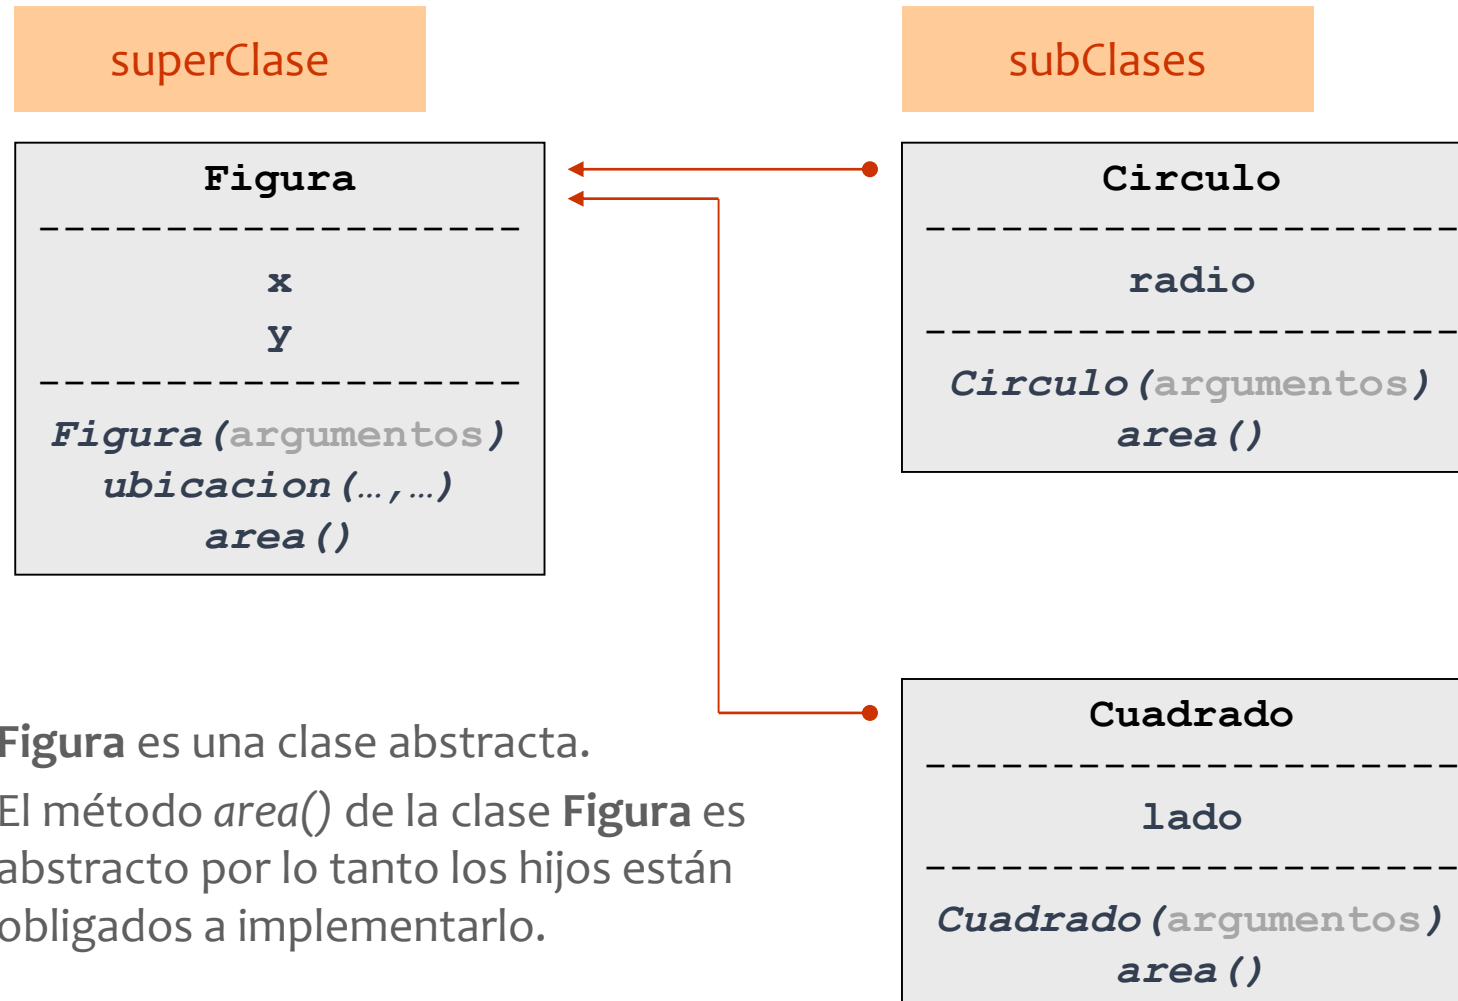 superClase
subClases
Figura
x
y
Figura(argumentos)
ubicacion(…,…)
area()
Circulo
radio
Circulo(argumentos)
area()
Figura es una clase abstracta.
El método area() de la clase Figura es
abstracto por lo tanto los hijos están
obligados a implementarlo.
Cuadrado
lado
Cuadrado(argumentos)
area()